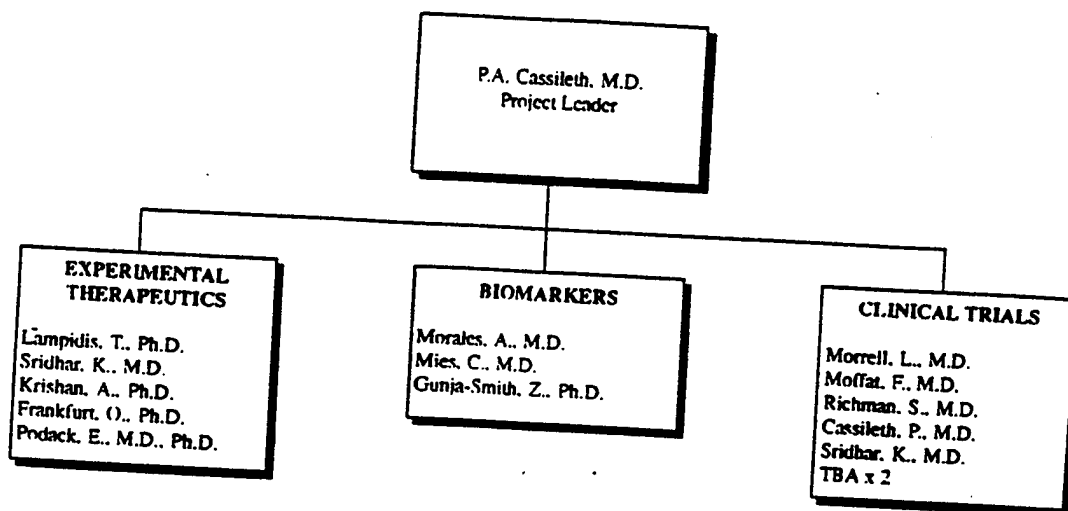 P.A. Cassileth, M.D.
Project Leader
EXPERIMENTAL
THERAPEUTICS
Lampidis, T., Ph.D.
Sridhar, K., M.D.
Krishan, A., Ph.D.
Frankfurt, O., Ph.D.
Podack, E., M.D., Ph.D.
BIOMARKERS
Morales, A., M.D.
Mies, C., M.D.
Gunja-Smith, Z., Ph.D.
CLINICAL TRIALS
Morrell, L., M.D.
Moffat, F., M.D.
Richman, S., M.D.
Cassileth, P., M.D.
Sridhar, K., M.D.
TBA x 2